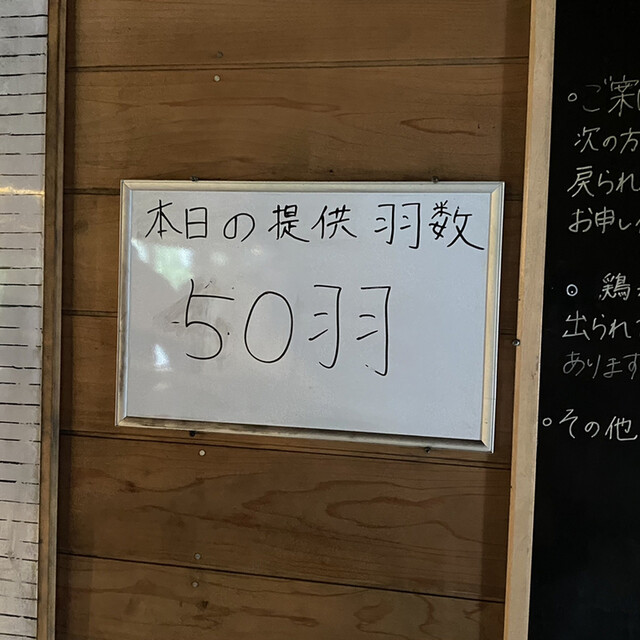 本日の提供羽数
50羽
。ご案内
次の方
戻られ
お申し
。鶏
出られ
あります
。その他